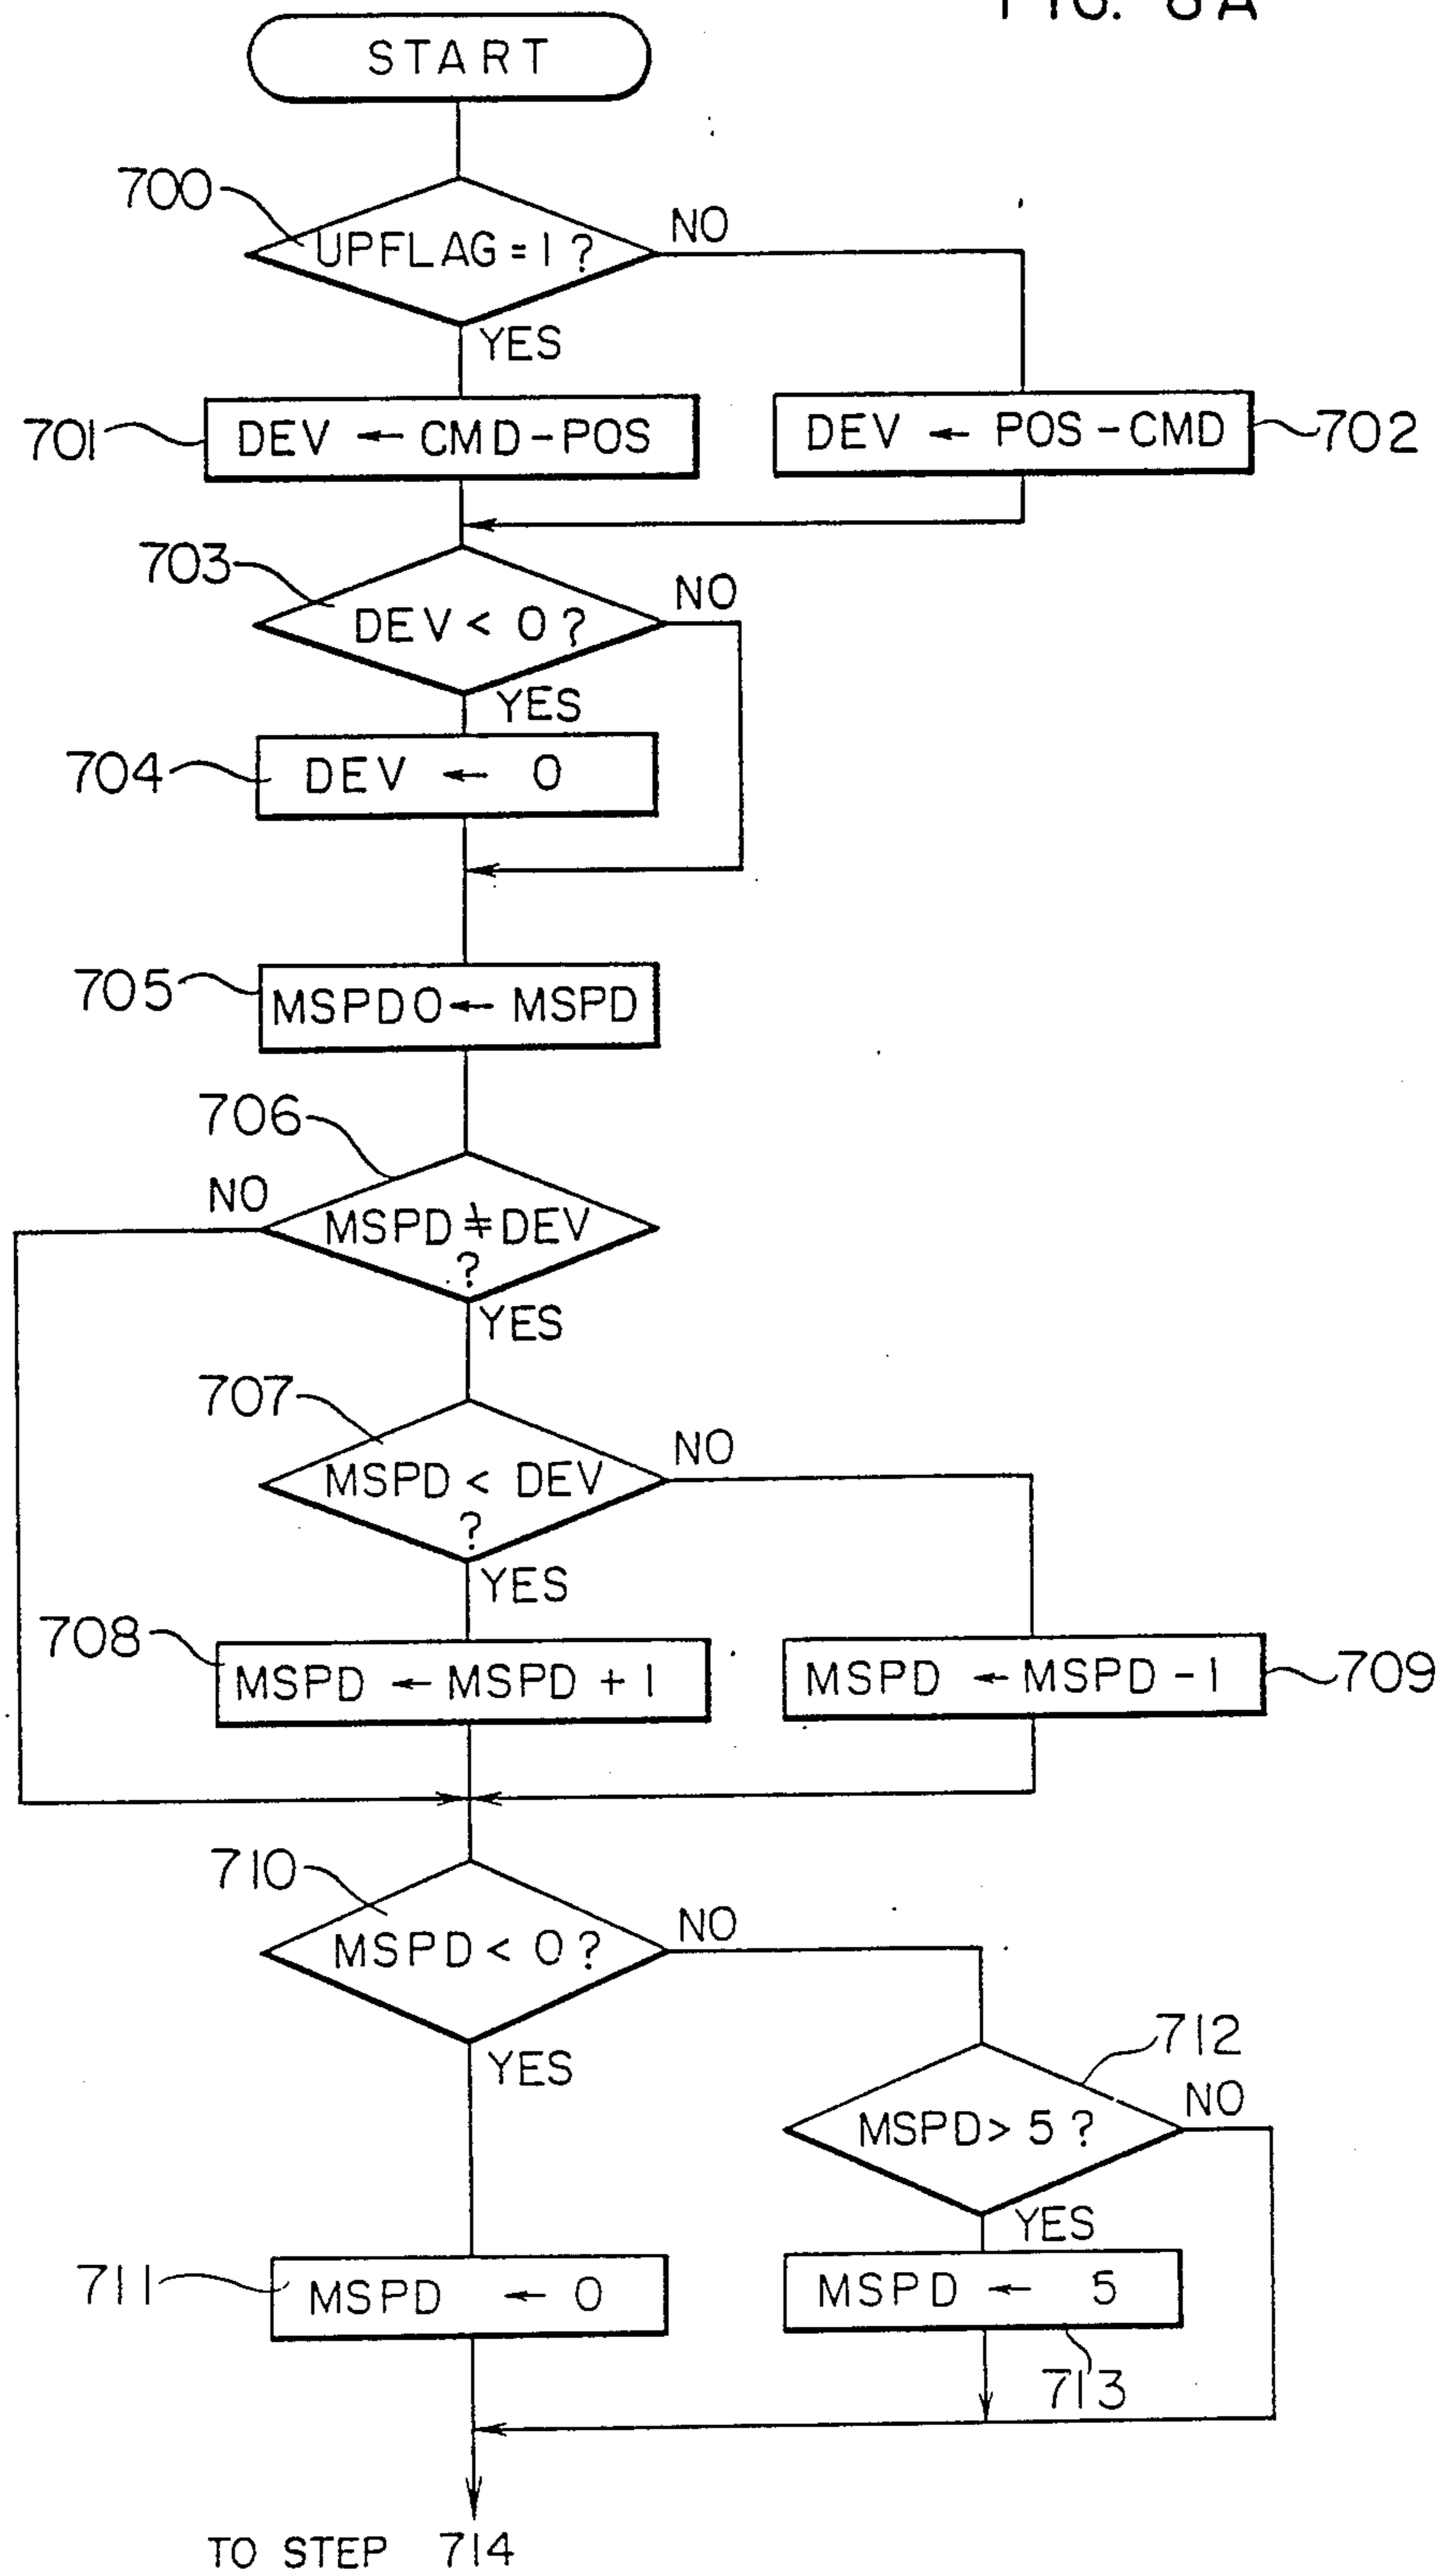 FIG. 8A
START
700
UPFLAG = 1 ?
NO
YES
701
DEV ← CMD - POS
DEV ← POS - CMD
702
703
DEV < 0 ?
NO
YES
704
DEV ← 0
705
MSPD0 ← MSPD
706
NO
MSPD ≠ DEV
?
YES
707
MSPD < DEV
?
NO
YES
708
MSPD ← MSPD + 1
MSPD ← MSPD - 1
709
710
MSPD < 0 ?
NO
YES
712
MSPD > 5 ?
NO
YES
711
MSPD ← 0
MSPD ← 5
713
TO STEP 714